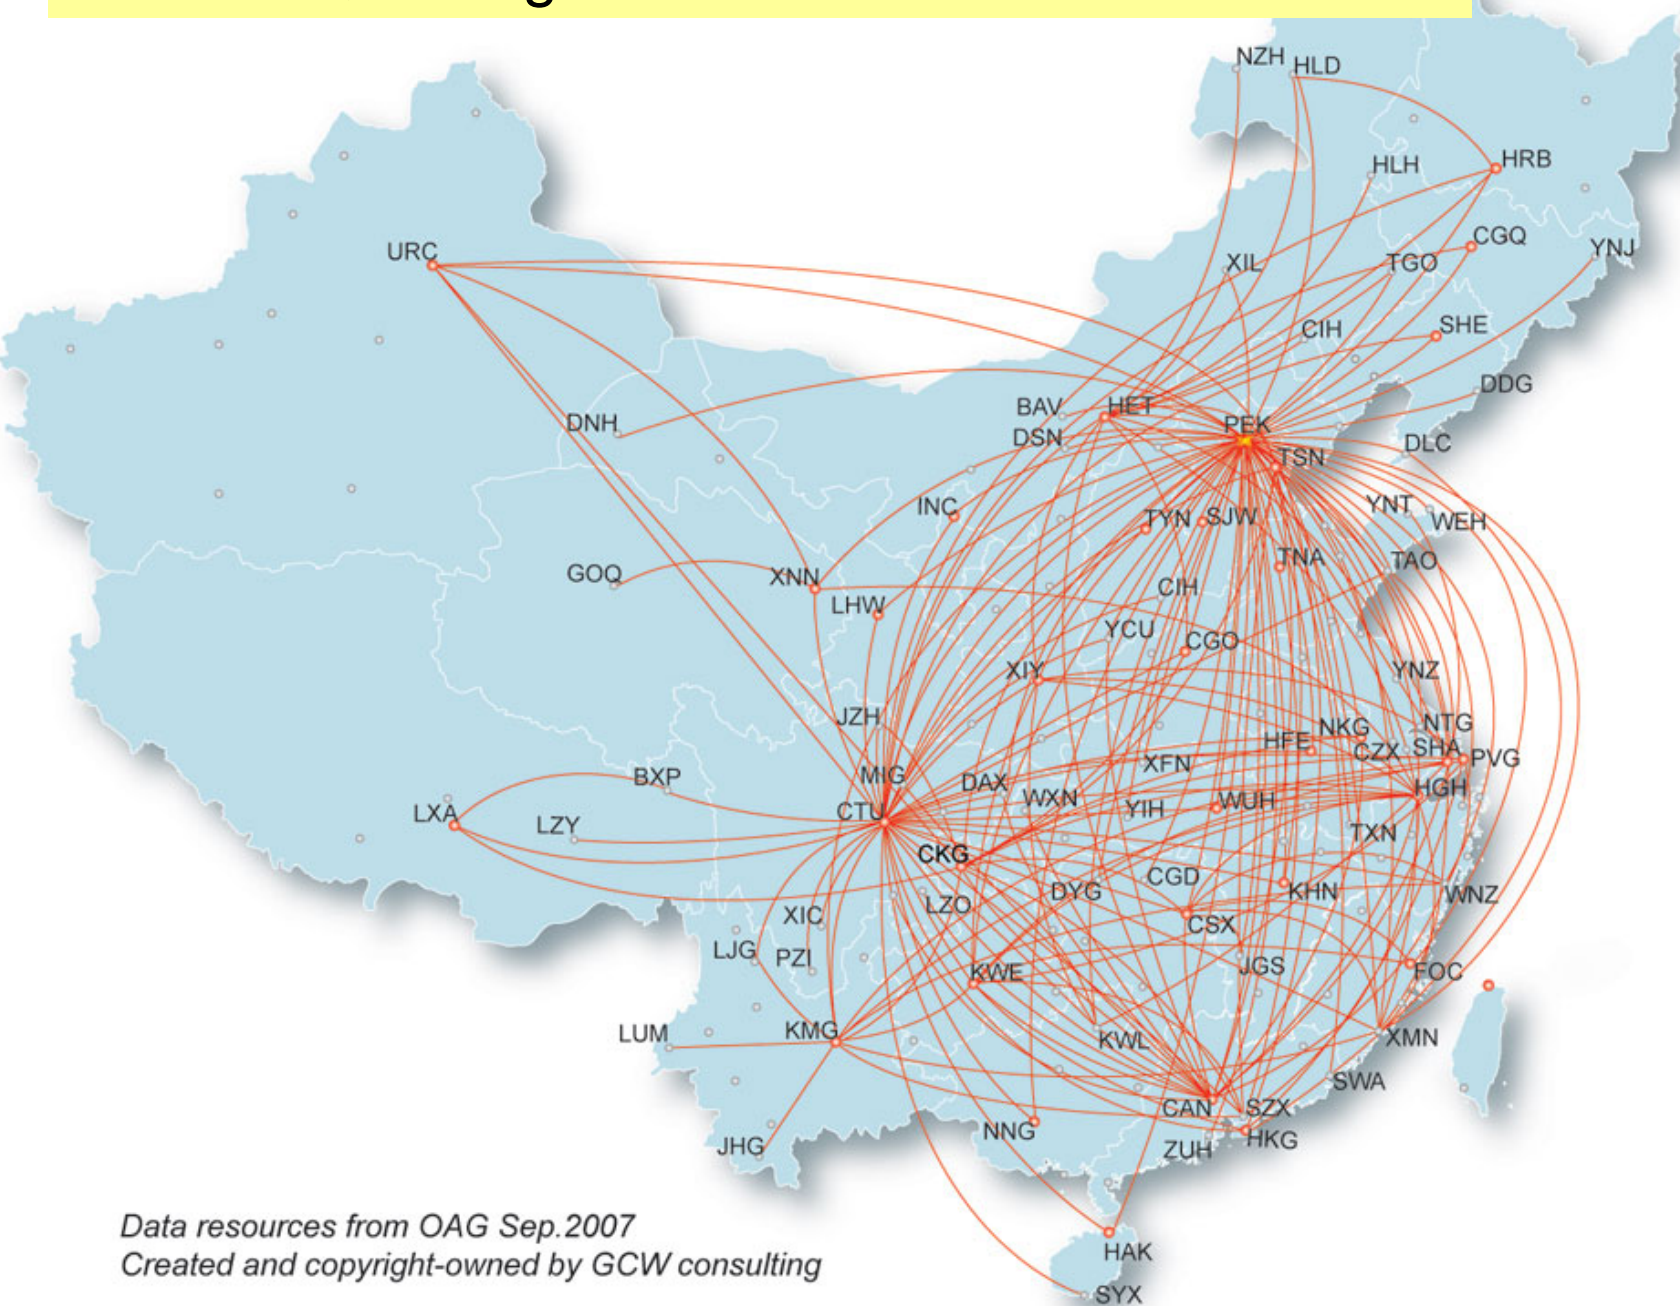 NZH
HLD
HLH
HRB
CGQ
YNJ
URC
XIL
TGO
CIH
SHE
DDG
BAV
HET
DNH
DSN
PEK
DLC
TSN
INC
TYN
SJW
YNT
WEH
TNA
TAO
GOQ
XNN
CIH
LHW
YCU
CGO
XIY
YNZ
JZH
NKG
NTG
HFE
CZX
SHA
PVG
XFN
BXP
MIG
DAX
WXN
HGH
LXA
LZY
CTU
YIH
WUH
TXN
CKG
CGD
DYG
KHN
WNZ
LZO
XIC
CSX
LJG
PZI
KWE
JGS
FOC
LUM
KMG
KWL
XMN
SWA
CAN
SZX
NNG
HKG
JHG
ZUH
Data resources from OAG Sep.2007
Created and copyright-owned by GCW consulting
HAK
SYX